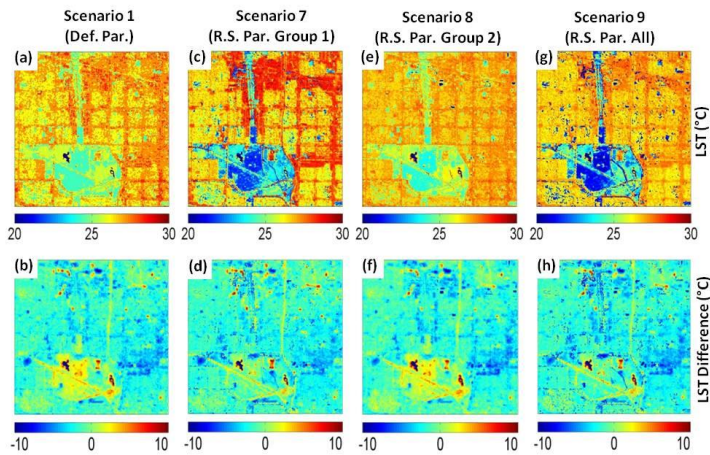 Scenario 1
(Def. Par.)
Scenario 7
(R.S. Par. Group 1)
Scenario 8
(R.S. Par. Group 2)
Scenario 9
(R.S. Par. All)
(a)
(c)
(e)
(g)
LST (°C)
20 25 30
20 25 30
20 25 30
20 25 30
(b)
(d)
(f)
(h)
LST Difference (°C)
-10 0 10
-10 0 10
-10 0 10
-10 0 10